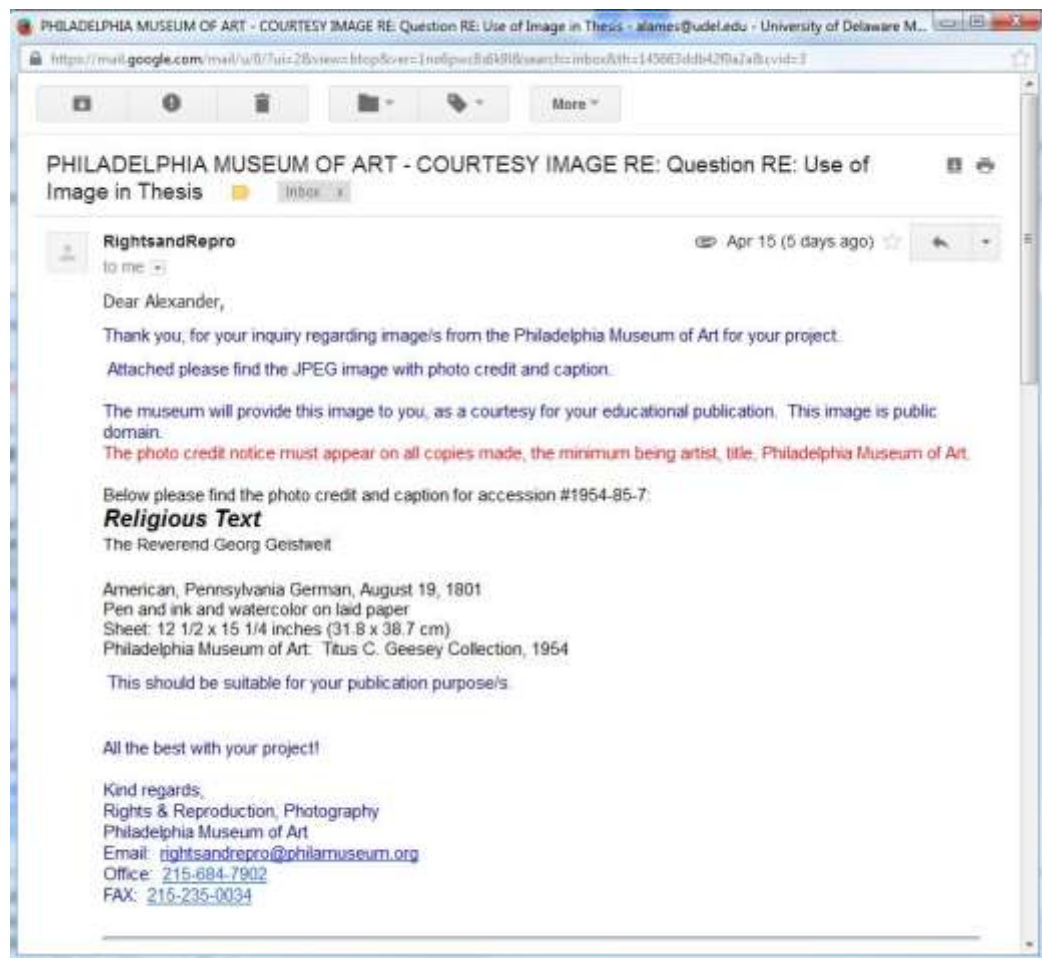 PHILADELPHIA MUSEUM OF ART - COURTESY IMAGE RE: Question RE: Use of Image in Thesis - alames@udel.edu - University of Delaware M...
More
PHILADELPHIA MUSEUM OF ART - COURTESY IMAGE RE: Question RE: Use of
Image in Thesis Inbox x
RightsandRepro Apr 15 (5 days ago)
to me
Dear Alexander,
Thank you, for your inquiry regarding image/s from the Philadelphia Museum of Art for your project.
Attached please find the JPEG image with photo credit and caption.
The museum will provide this image to you, as a courtesy for your educational publication. This image is public
domain.
The photo credit notice must appear on all copies made, the minimum being artist, title, Philadelphia Museum of Art.
Below please find the photo credit and caption for accession #1954-85-7:
Religious Text
The Reverend Georg Geistweit
American, Pennsylvania German, August 19, 1801
Pen and ink and watercolor on laid paper
Sheet: 12 1/2 x 15 1/4 inches (31.8 x 38.7 cm)
Philadelphia Museum of Art: Titus C. Geesey Collection, 1954
This should be suitable for your publication purpose/s.
All the best with your project!
Kind regards,
Rights & Reproduction, Photography
Philadelphia Museum of Art
Email: rightsandrepro@philamuseum.org
Office: 215-684-7902
FAX: 215-235-0034